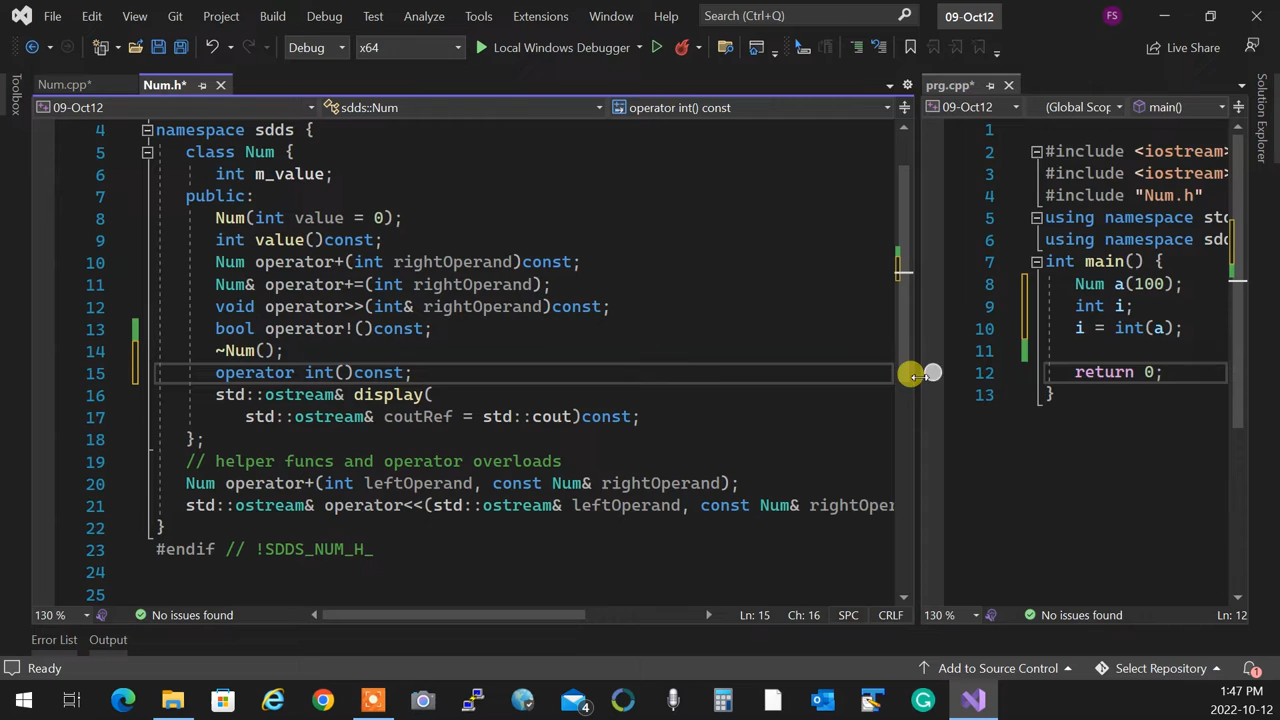 File Edit View Git Project Build Debug Test Analyze Tools Extensions Window Help Search (Ctrl+Q) 09-Oct12 FS
Debug x64 Local Windows Debugger Live Share
Toolbox
Num.cpp* Num.h*
09-Oct12 sdds::Num operator int() const
4 namespace sdds {
5 class Num {
6 int m_value;
7 public:
8 Num(int value = 0);
9 int value()const;
10 Num operator+(int rightOperand)const;
11 Num& operator+=(int rightOperand);
12 void operator>>(int& rightOperand)const;
13 bool operator!()const;
14 ~Num();
15 operator int()const;
16 std::ostream& display(
17 std::ostream& coutRef = std::cout)const;
18 };
19 // helper funcs and operator overloads
20 Num operator+(int leftOperand, const Num& rightOperand);
21 std::ostream& operator<<(std::ostream& leftOperand, const Num& rightOper
22 }
23 #endif // !SDDS_NUM_H_
24
25
130 % No issues found Ln: 15 Ch: 16 SPC CRLF
prg.cpp*
09-Oct12 (Global Scop main()
1
2 #include <iostream>
3 #include <iostream>
4 #include "Num.h"
5 using namespace std
6 using namespace sdd
7 int main() {
8 Num a(100);
9 int i;
10 i = int(a);
11
12 return 0;
13 }
130 % No issues found Ln: 12
Solution Explorer
Error List Output
Ready Add to Source Control Select Repository 1
4
1:47 PM
2022-10-12